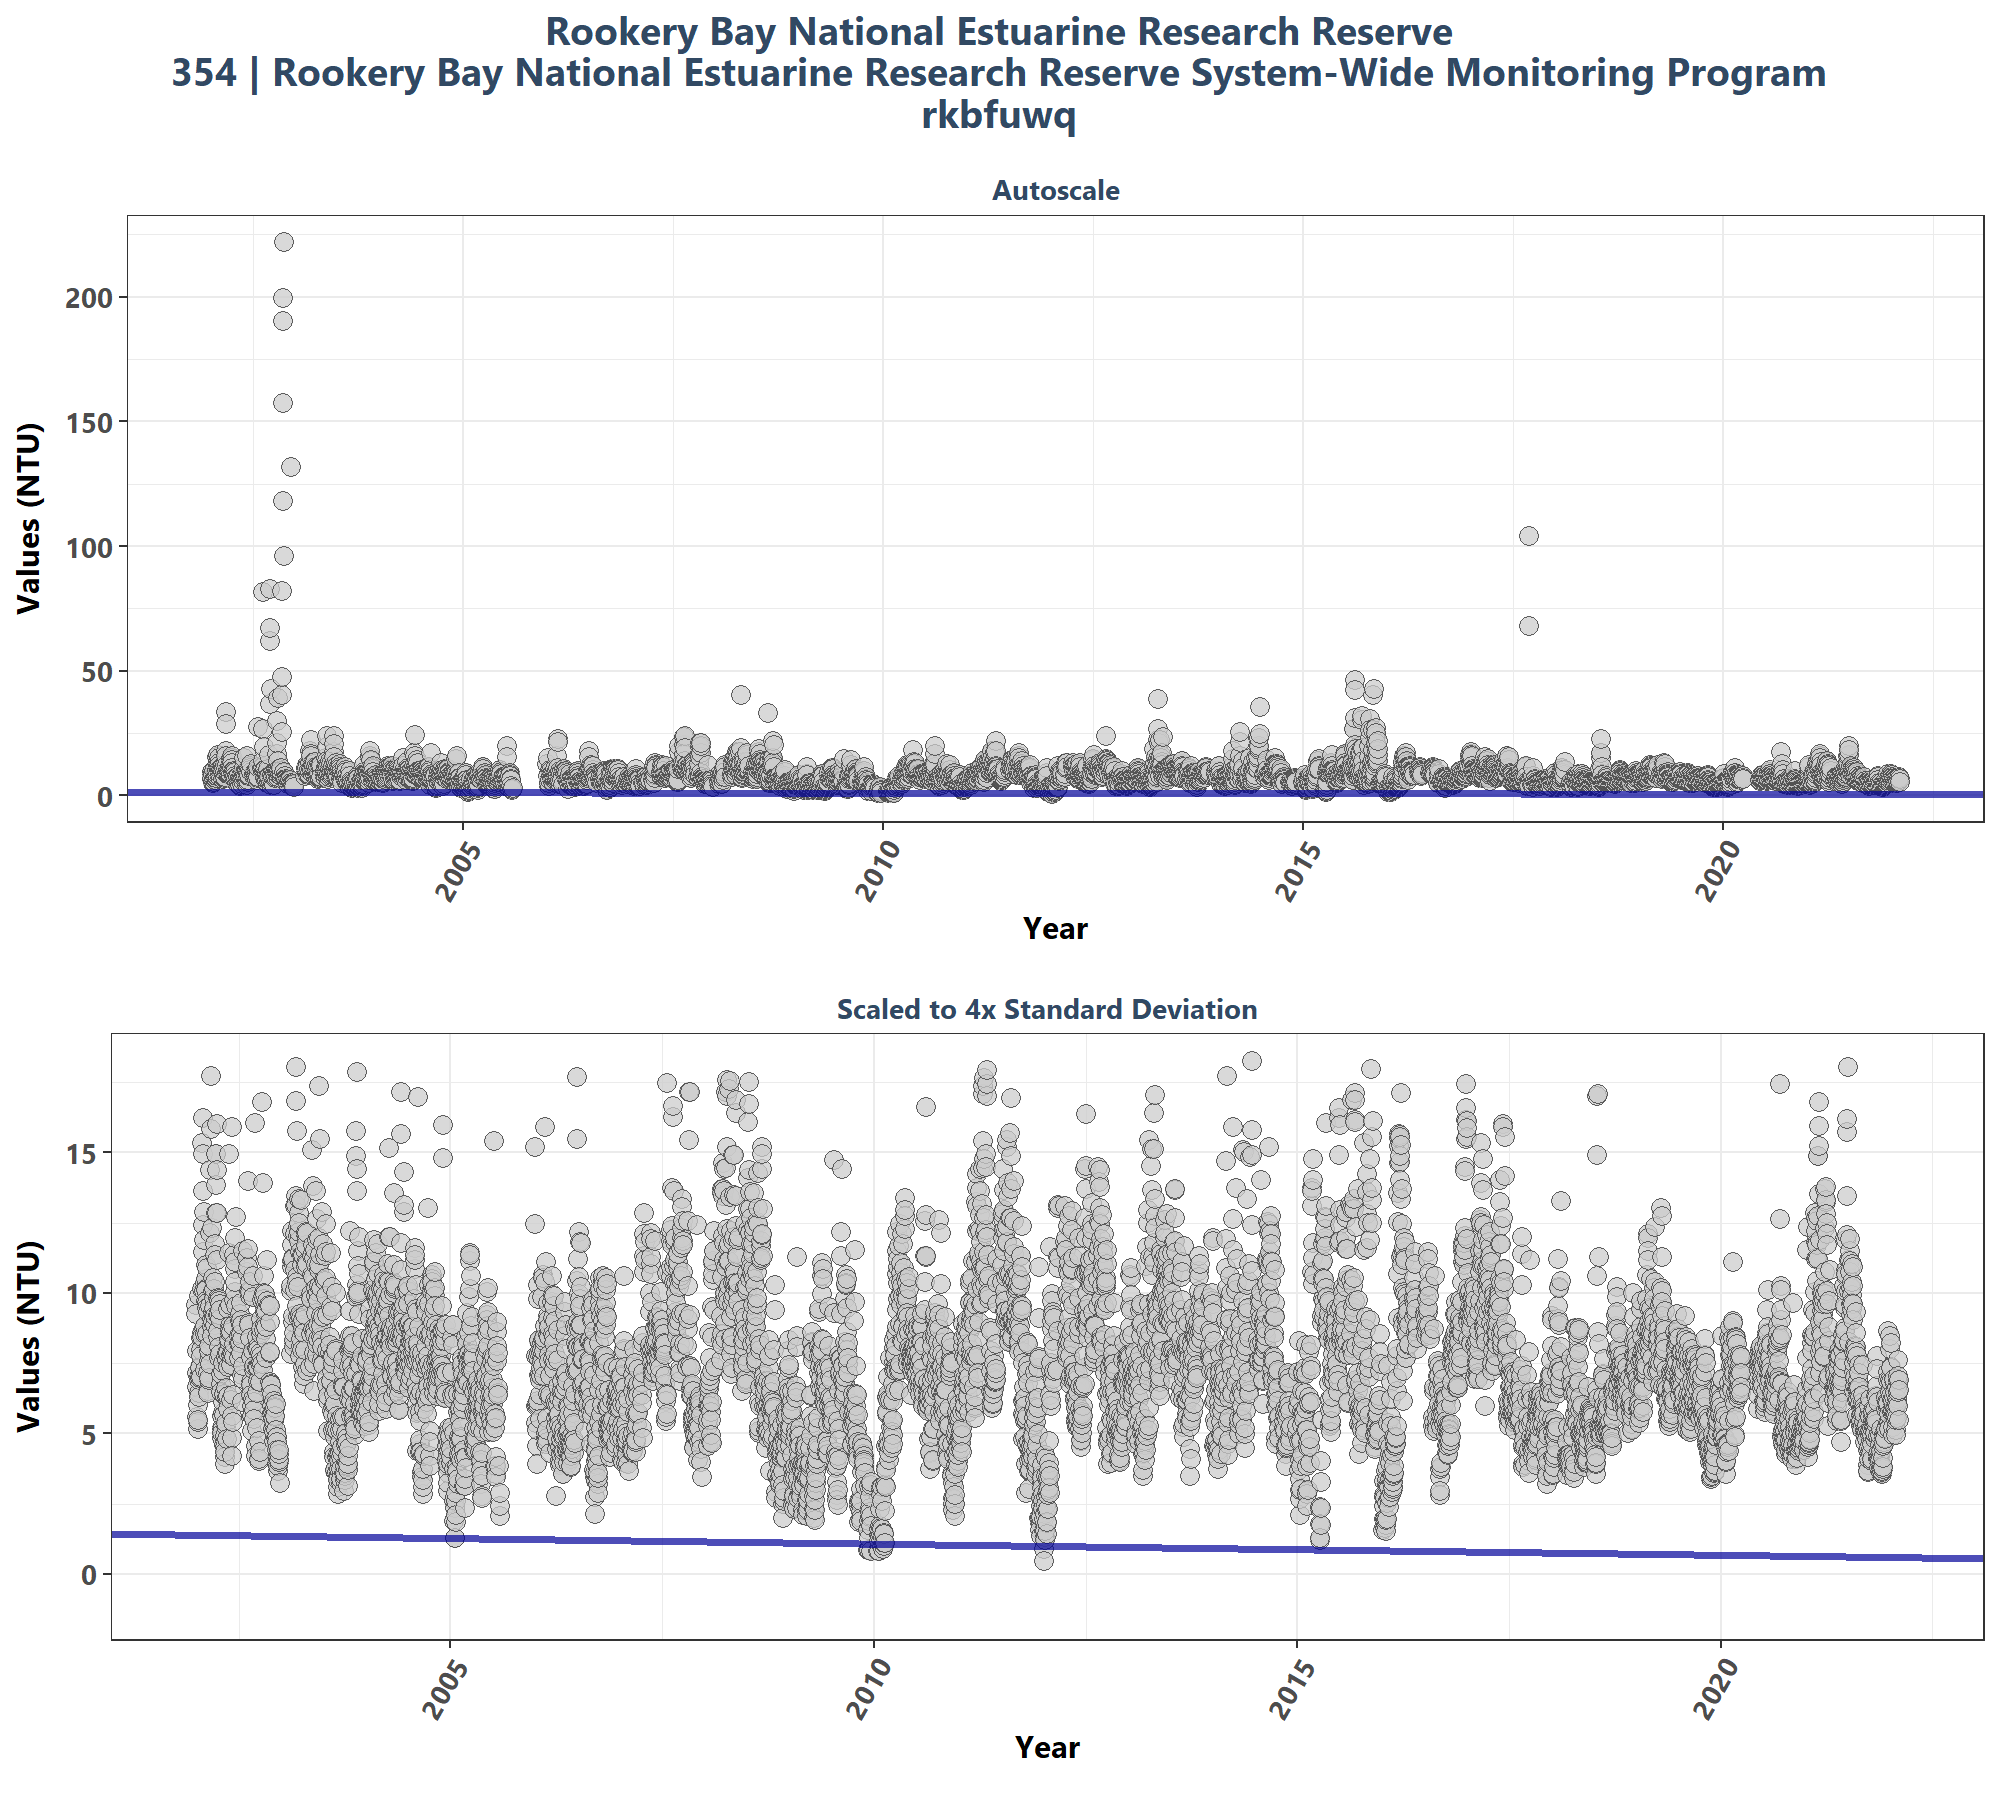 Rookery Bay National Estuarine Research Reserve
354 | Rookery Bay National Estuarine Research Reserve System-Wide Monitoring Program
rkbfuwq
Autoscale
Values (NTU)
200
150
100
50
0
2005
2010
2015
2020
Year
Scaled to 4x Standard Deviation
Values (NTU)
15
10
5
0
2005
2010
2015
2020
Year